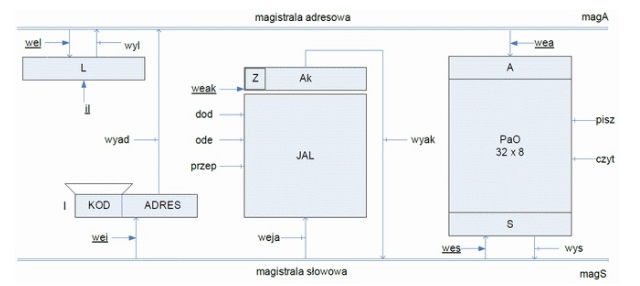 magistrala adresowa
magA
wel
wyl
wea
L
A
Z
Ak
weak
il
dod
pisz
wyad
ode
wyak
PaO
32 x 8
JAL
czyt
przep
I
KOD
ADRES
S
wei
weja
wes
wys
magistrala słowowa
magS